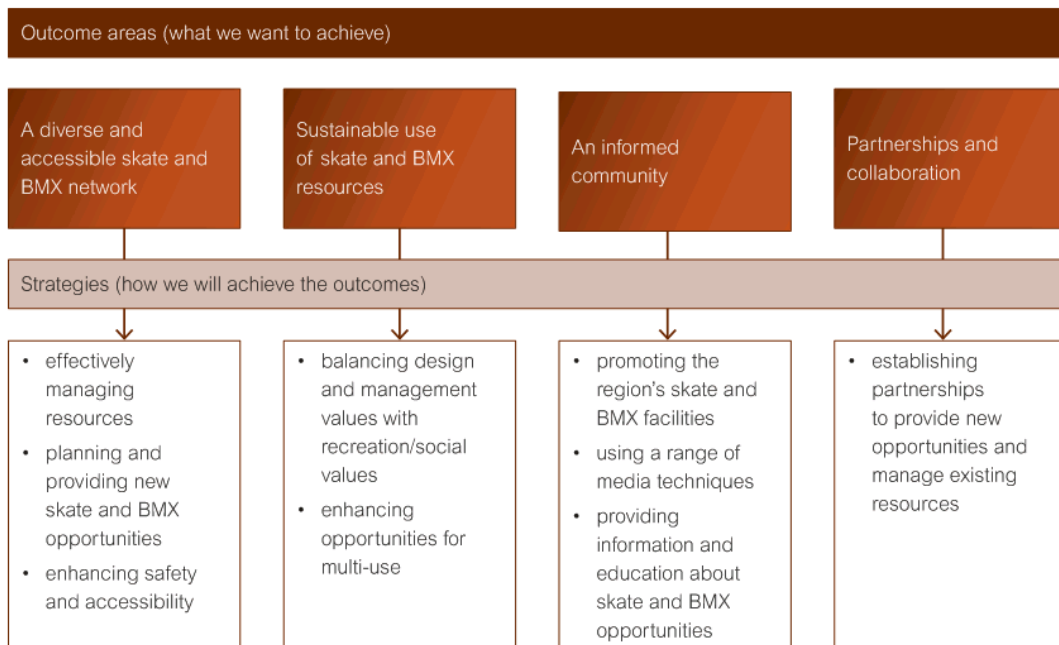 Outcome areas (what we want to achieve)
A diverse and
accessible skate and
BMX network
Sustainable use
of skate and BMX
resources
An informed
community
Partnerships and
collaboration
Strategies (how we will achieve the outcomes)
• effectively
managing
resources
• planning and
providing new
skate and BMX
opportunities
• enhancing safety
and accessibility
• balancing design
and management
values with
recreation/social
values
• enhancing
opportunities for
multi-use
• promoting the
region's skate and
BMX facilities
• using a range of
media techniques
• providing
information and
education about
skate and BMX
opportunities
• establishing
partnerships
to provide new
opportunities and
manage existing
resources